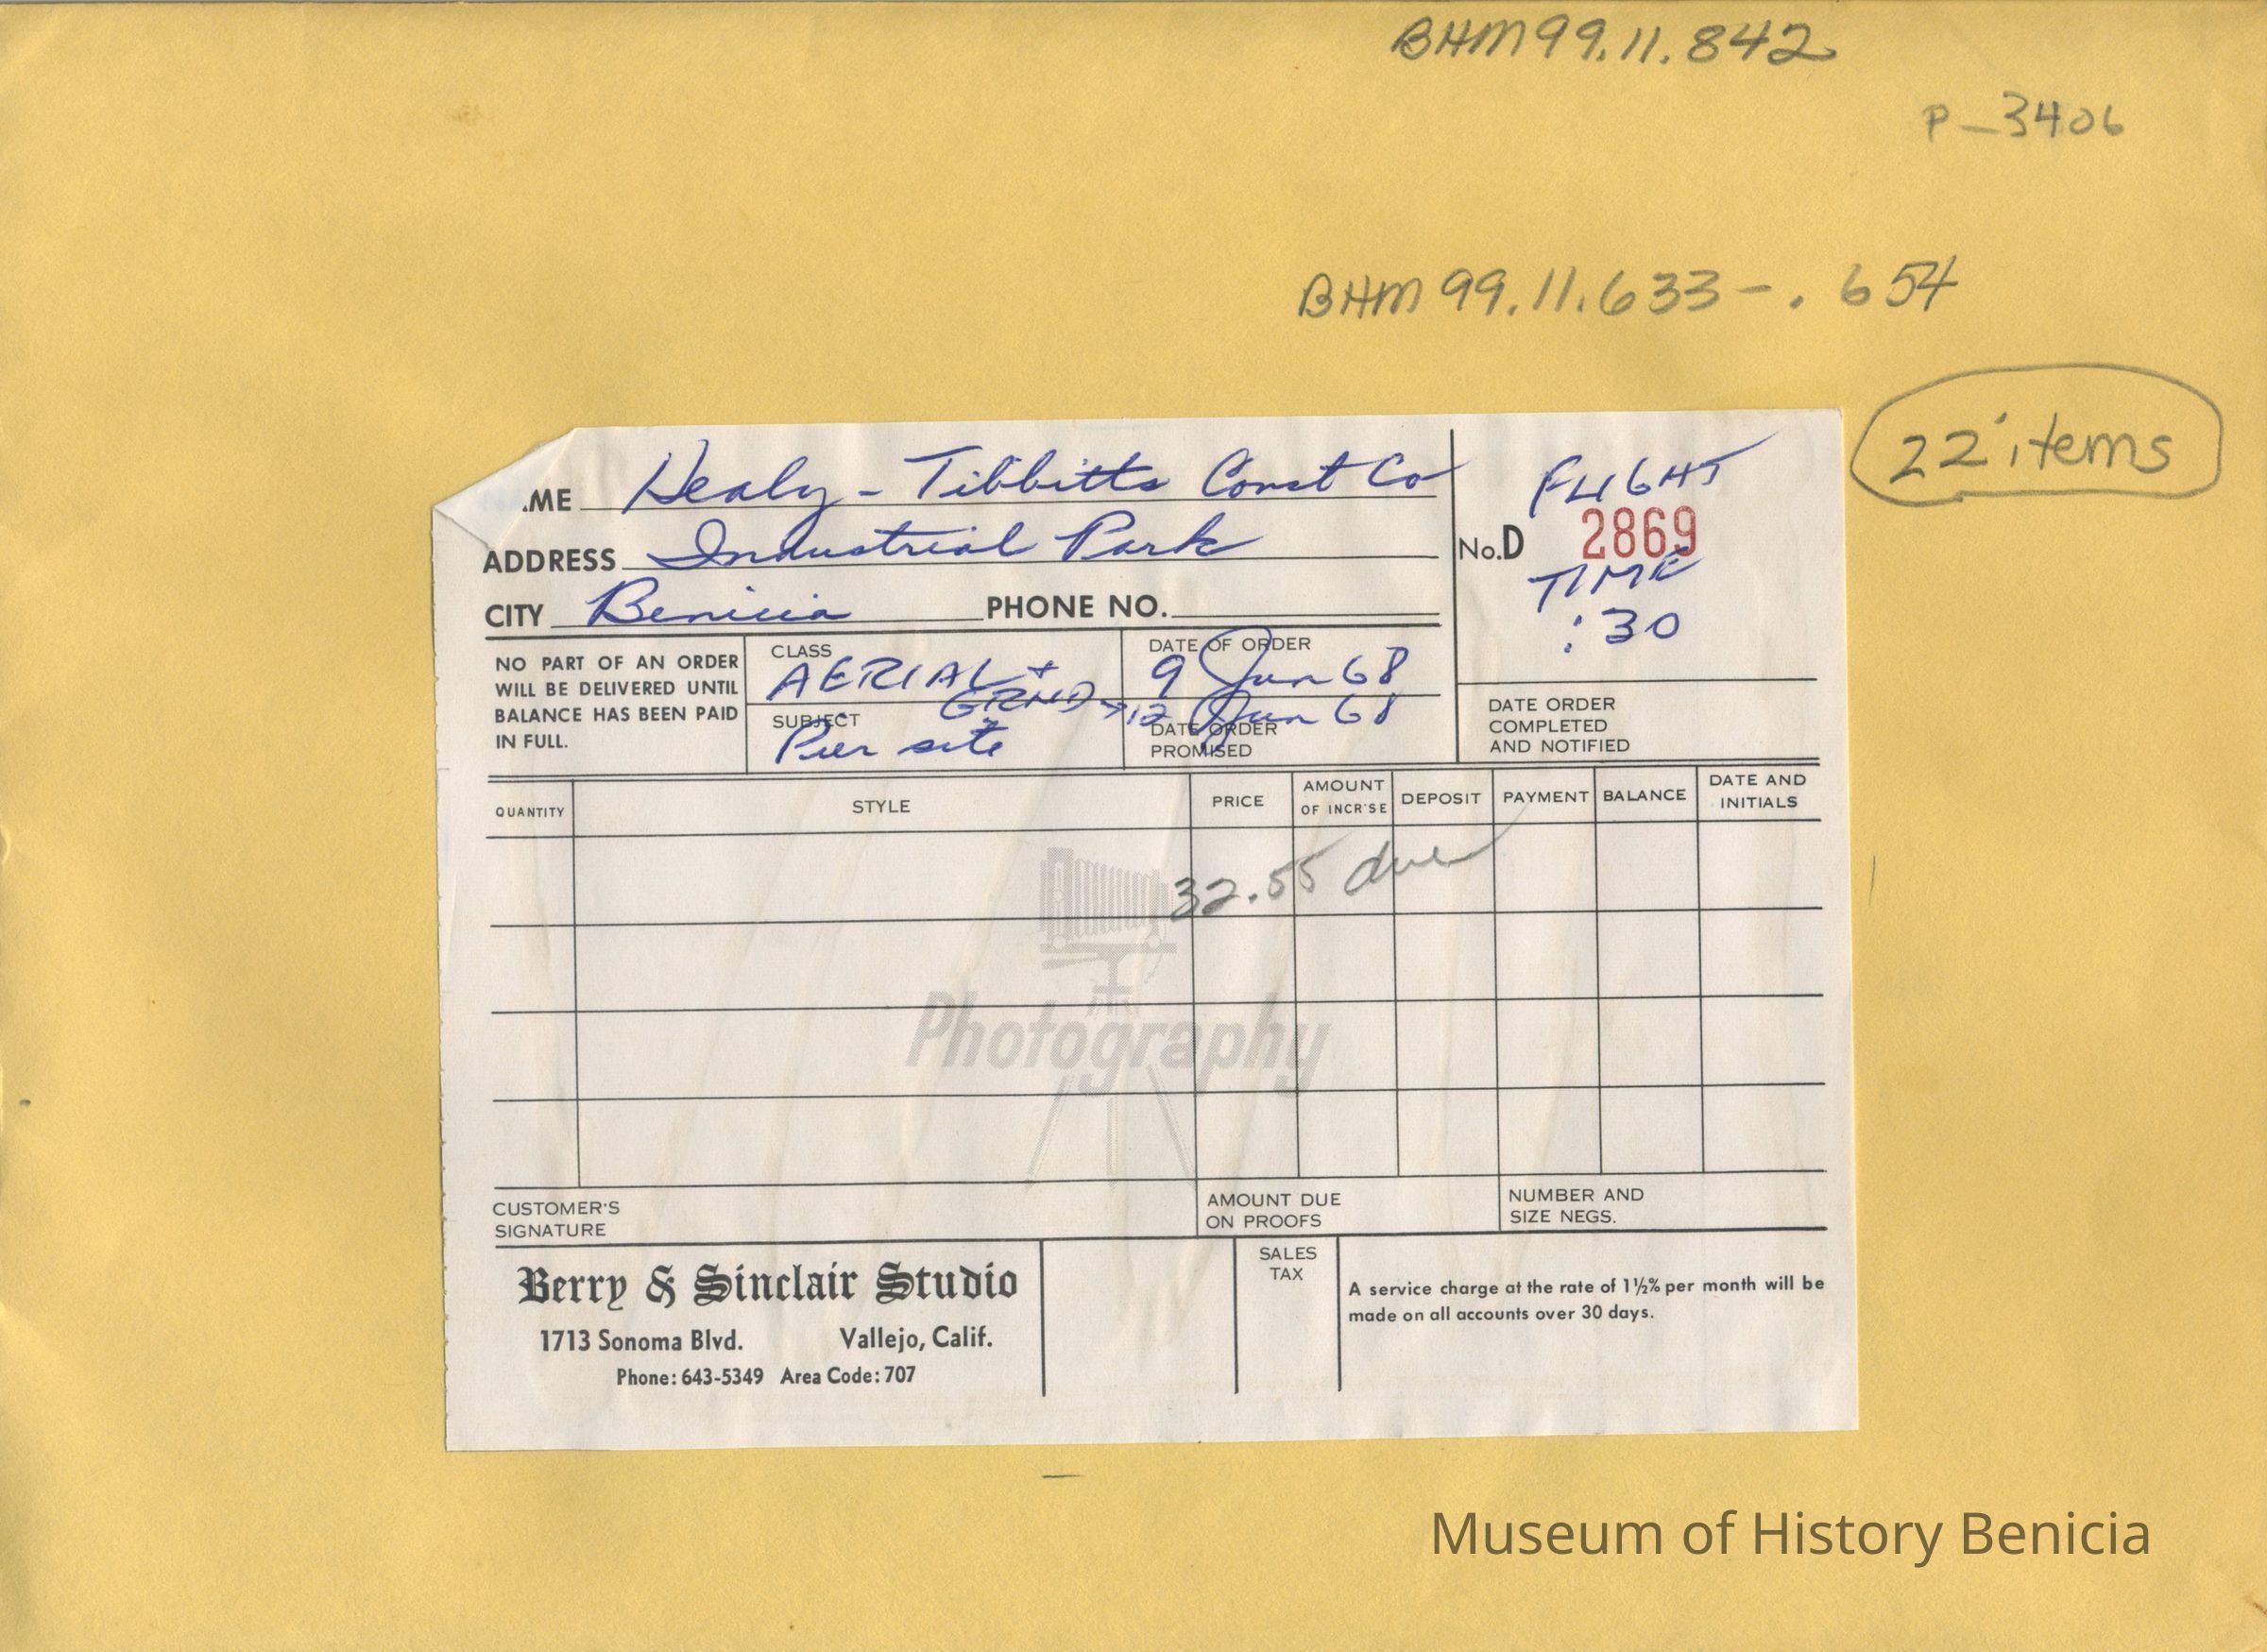 BHM 99.11.842
P-3406
BHM 99.11.633-.654
22 items
.ME Healy-Tibbitts Const Co
ADDRESS Industrial Park
CITY Benicia PHONE NO.
FLIGHT
No.D 2869
TIME
:30
NO PART OF AN ORDER
WILL BE DELIVERED UNTIL
BALANCE HAS BEEN PAID
IN FULL.
CLASS
AERIAL +
GRND → 12 Jun 68
SUBJECT
Pier site
DATE OF ORDER
9 Jun 68
DATE ORDER
PROMISED
DATE ORDER
COMPLETED
AND NOTIFIED
QUANTITY
STYLE
PRICE
AMOUNT
OF INCR'SE
DEPOSIT
PAYMENT
BALANCE
DATE AND
INITIALS
32.55 due
Photography
CUSTOMER'S
SIGNATURE
AMOUNT DUE
ON PROOFS
NUMBER AND
SIZE NEGS.
Berry & Sinclair Studio
1713 Sonoma Blvd. Vallejo, Calif.
Phone: 643-5349 Area Code: 707
SALES
TAX
A service charge at the rate of 1½% per month will be
made on all accounts over 30 days.
Museum of History Benicia